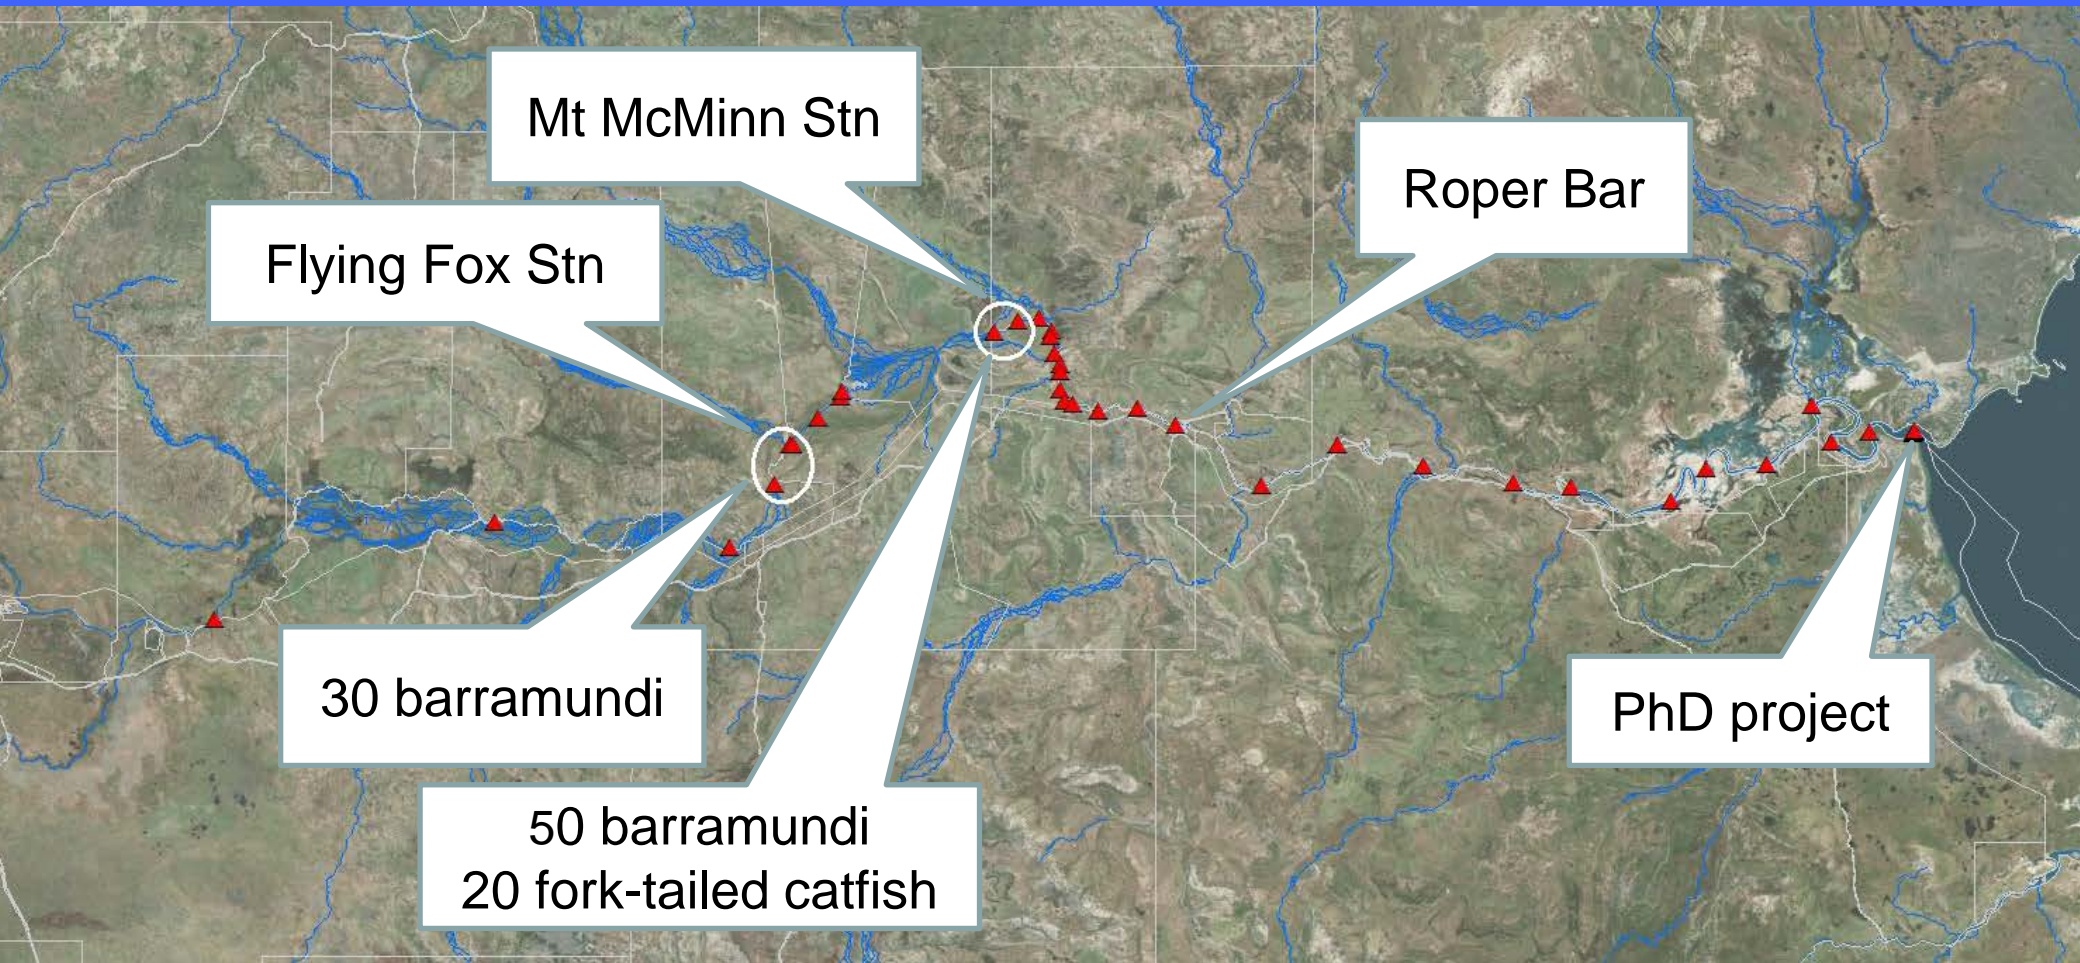 Mt McMinn Stn
Roper Bar
Flying Fox Stn
30 barramundi
PhD project
50 barramundi
20 fork-tailed catfish